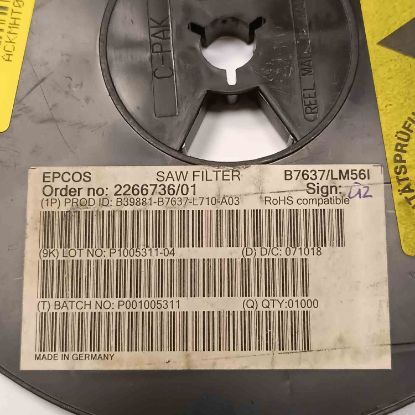 ACKMHT0
C-PAK
EPCOS SAW FILTER B7637/LM56I
Order no: 2266736/01 Sign:
(1P) PROD ID: B39881-B7637-L710-A03 RoHS compatible
(9K) LOT NO: P1005311-04 (D) D/C: 071018
(T) BATCH NO: P001005311 (Q) QTY:01000
MADE IN GERMANY